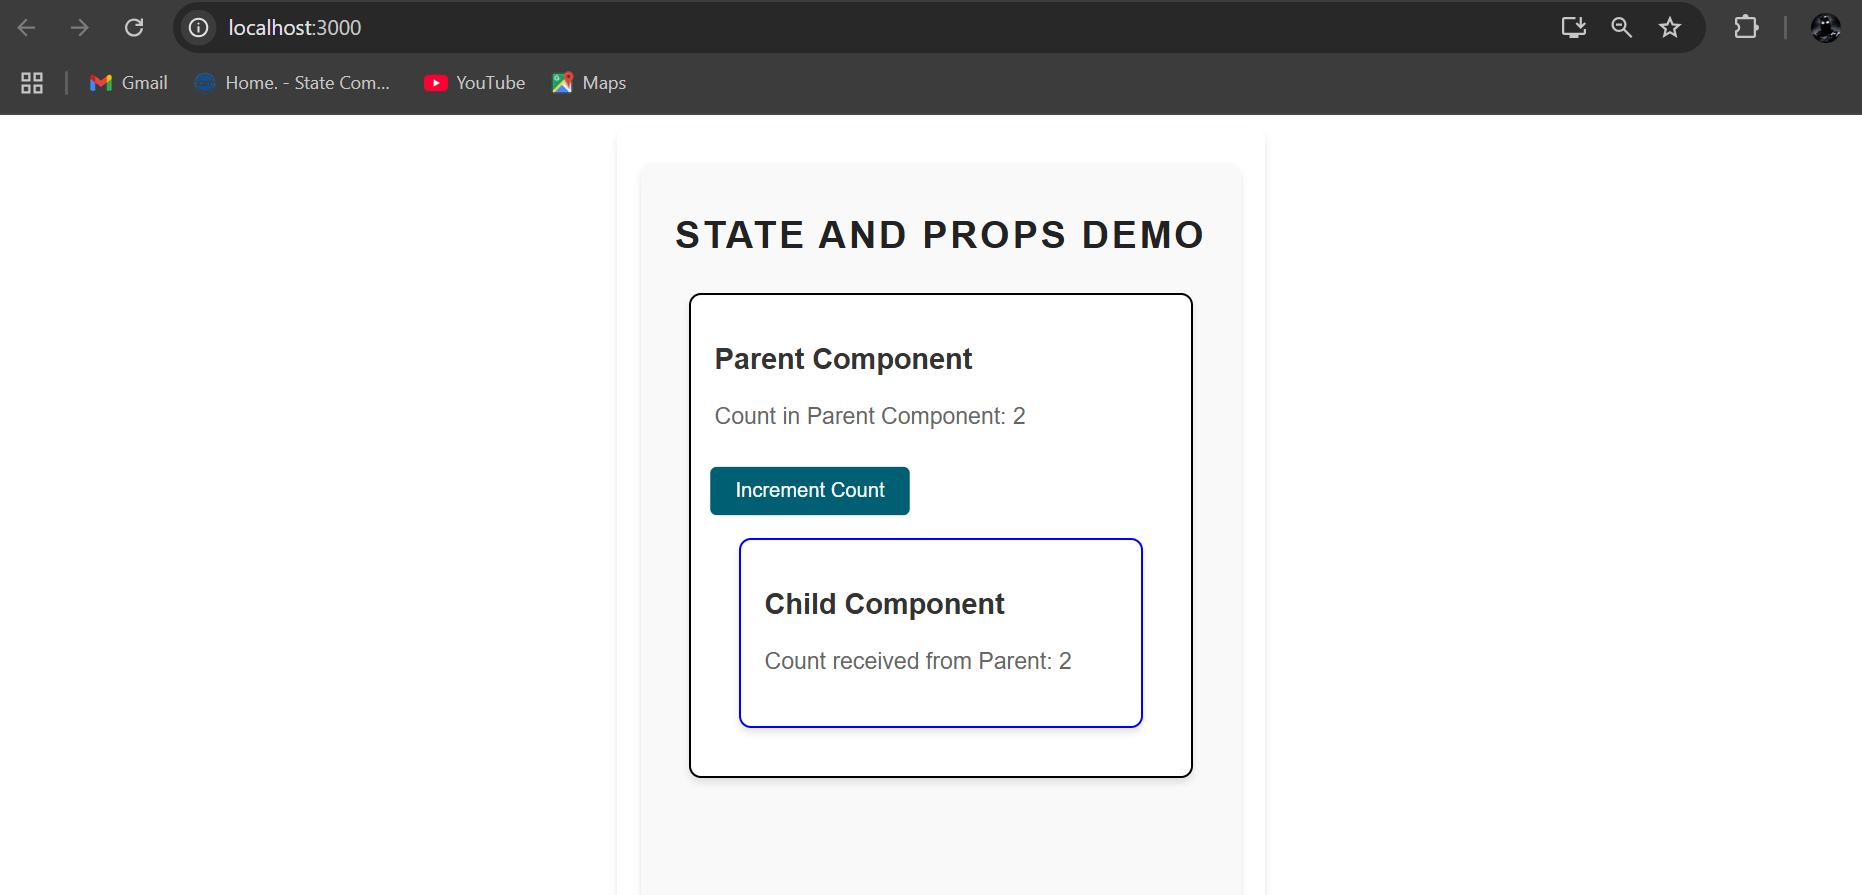 localhost:3000
Gmail
Home. - State Com...
YouTube
Maps
STATE AND PROPS DEMO
Parent Component
Count in Parent Component: 2
Increment Count
Child Component
Count received from Parent: 2